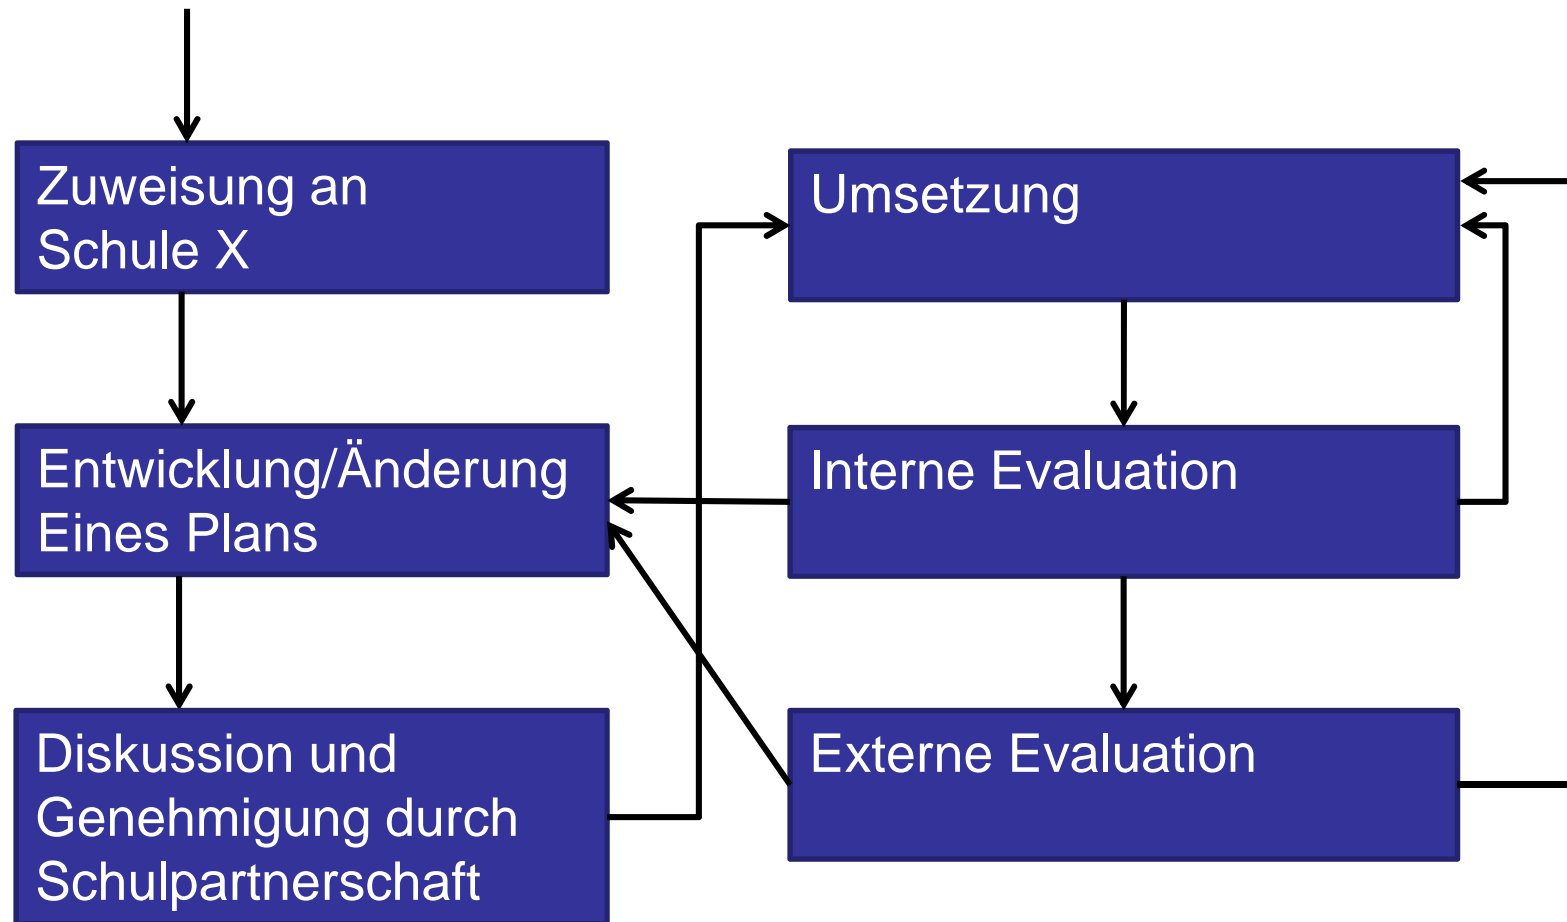 Zuweisung an
Schule X
Entwicklung/Änderung
Eines Plans
Diskussion und
Genehmigung durch
Schulpartnerschaft
Umsetzung
Interne Evaluation
Externe Evaluation